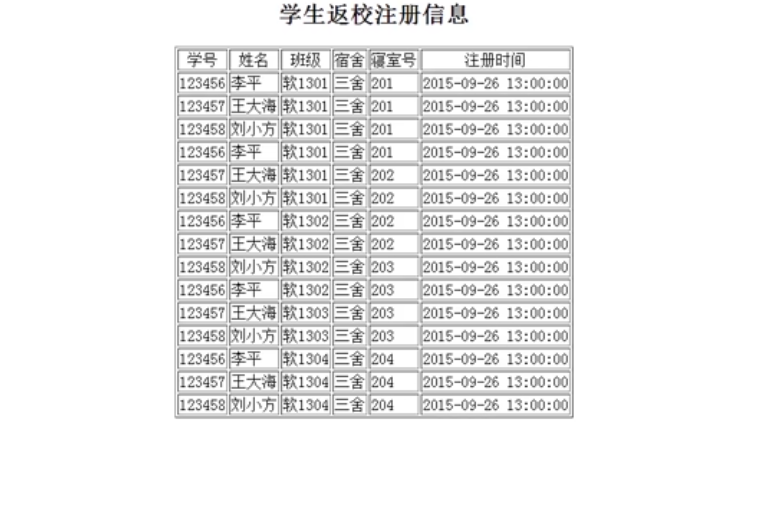 学生返校注册信息
学号 姓名 班级 宿舍 寝室号 注册时间
123456 李平 软1301 三舍 201 2015-09-26 13:00:00
123457 王大海 软1301 三舍 201 2015-09-26 13:00:00
123458 刘小方 软1301 三舍 201 2015-09-26 13:00:00
123456 李平 软1301 三舍 201 2015-09-26 13:00:00
123457 王大海 软1301 三舍 202 2015-09-26 13:00:00
123458 刘小方 软1301 三舍 202 2015-09-26 13:00:00
123456 李平 软1302 三舍 202 2015-09-26 13:00:00
123457 王大海 软1302 三舍 202 2015-09-26 13:00:00
123458 刘小方 软1302 三舍 203 2015-09-26 13:00:00
123456 李平 软1302 三舍 203 2015-09-26 13:00:00
123457 王大海 软1303 三舍 203 2015-09-26 13:00:00
123458 刘小方 软1303 三舍 203 2015-09-26 13:00:00
123456 李平 软1304 三舍 204 2015-09-26 13:00:00
123457 王大海 软1304 三舍 204 2015-09-26 13:00:00
123458 刘小方 软1304 三舍 204 2015-09-26 13:00:00